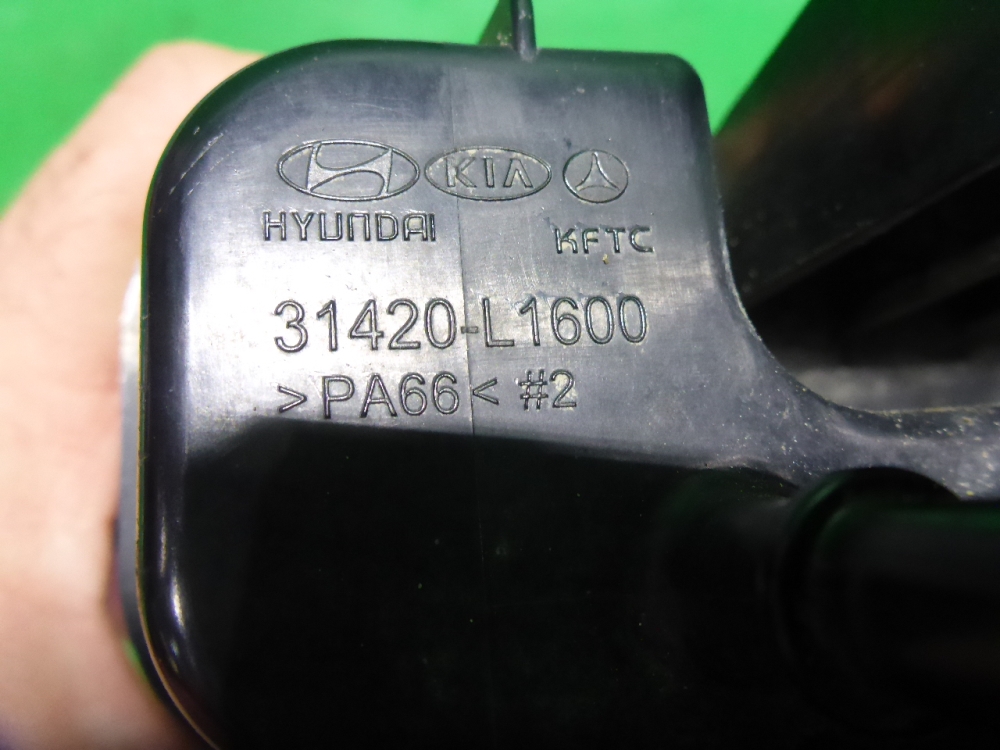 KIA
HYUNDAI KFTC
31420-L1600
>PA66< #2